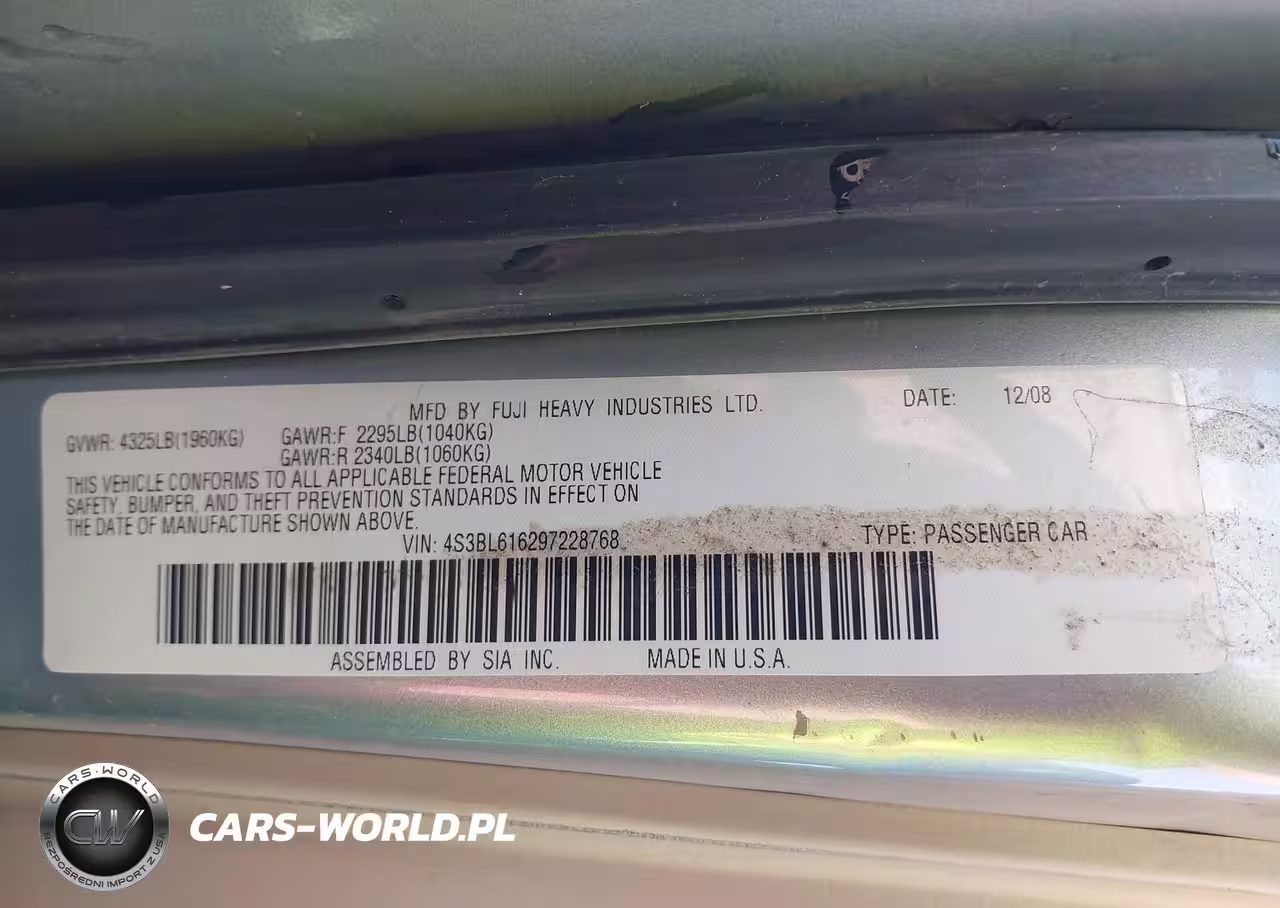 MFD BY FUJI HEAVY INDUSTRIES LTD. DATE: 12/08
GVWR: 4325LB(1960KG) GAWR:F 2295LB(1040KG)
GAWR:R 2340LB(1060KG)
THIS VEHICLE CONFORMS TO ALL APPLICABLE FEDERAL MOTOR VEHICLE
SAFETY, BUMPER, AND THEFT PREVENTION STANDARDS IN EFFECT ON
THE DATE OF MANUFACTURE SHOWN ABOVE.
VIN: 4S3BL616297228768 TYPE: PASSENGER CAR
ASSEMBLED BY SIA INC. MADE IN U.S.A.
CARS-WORLD
CW
BEZPOŚREDNI IMPORT Z USA
CARS-WORLD.PL